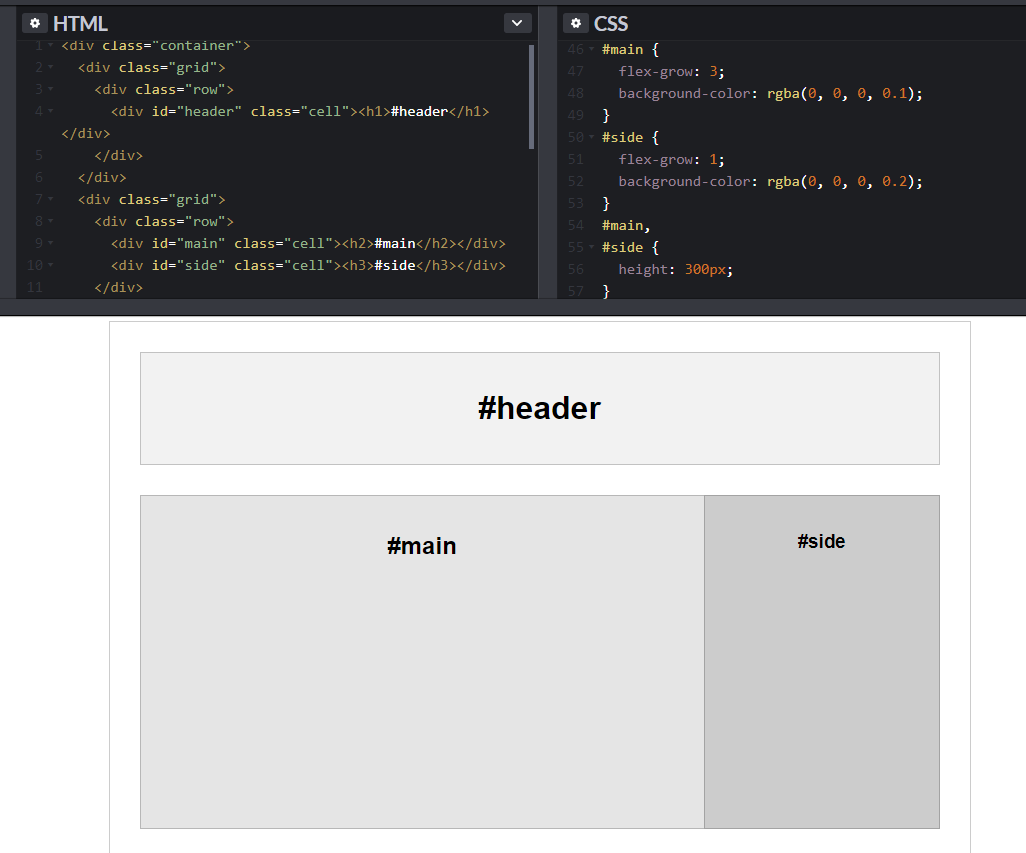 HTML
1 <div class="container">
2 <div class="grid">
3 <div class="row">
4 <div id="header" class="cell"><h1>#header</h1>
</div>
5 </div>
6 </div>
7 <div class="grid">
8 <div class="row">
9 <div id="main" class="cell"><h2>#main</h2></div>
10 <div id="side" class="cell"><h3>#side</h3></div>
11 </div>
CSS
46 #main {
47 flex-grow: 3;
48 background-color: rgba(0, 0, 0, 0.1);
49 }
50 #side {
51 flex-grow: 1;
52 background-color: rgba(0, 0, 0, 0.2);
53 }
54 #main,
55 #side {
56 height: 300px;
57 }
#header
#main
#side